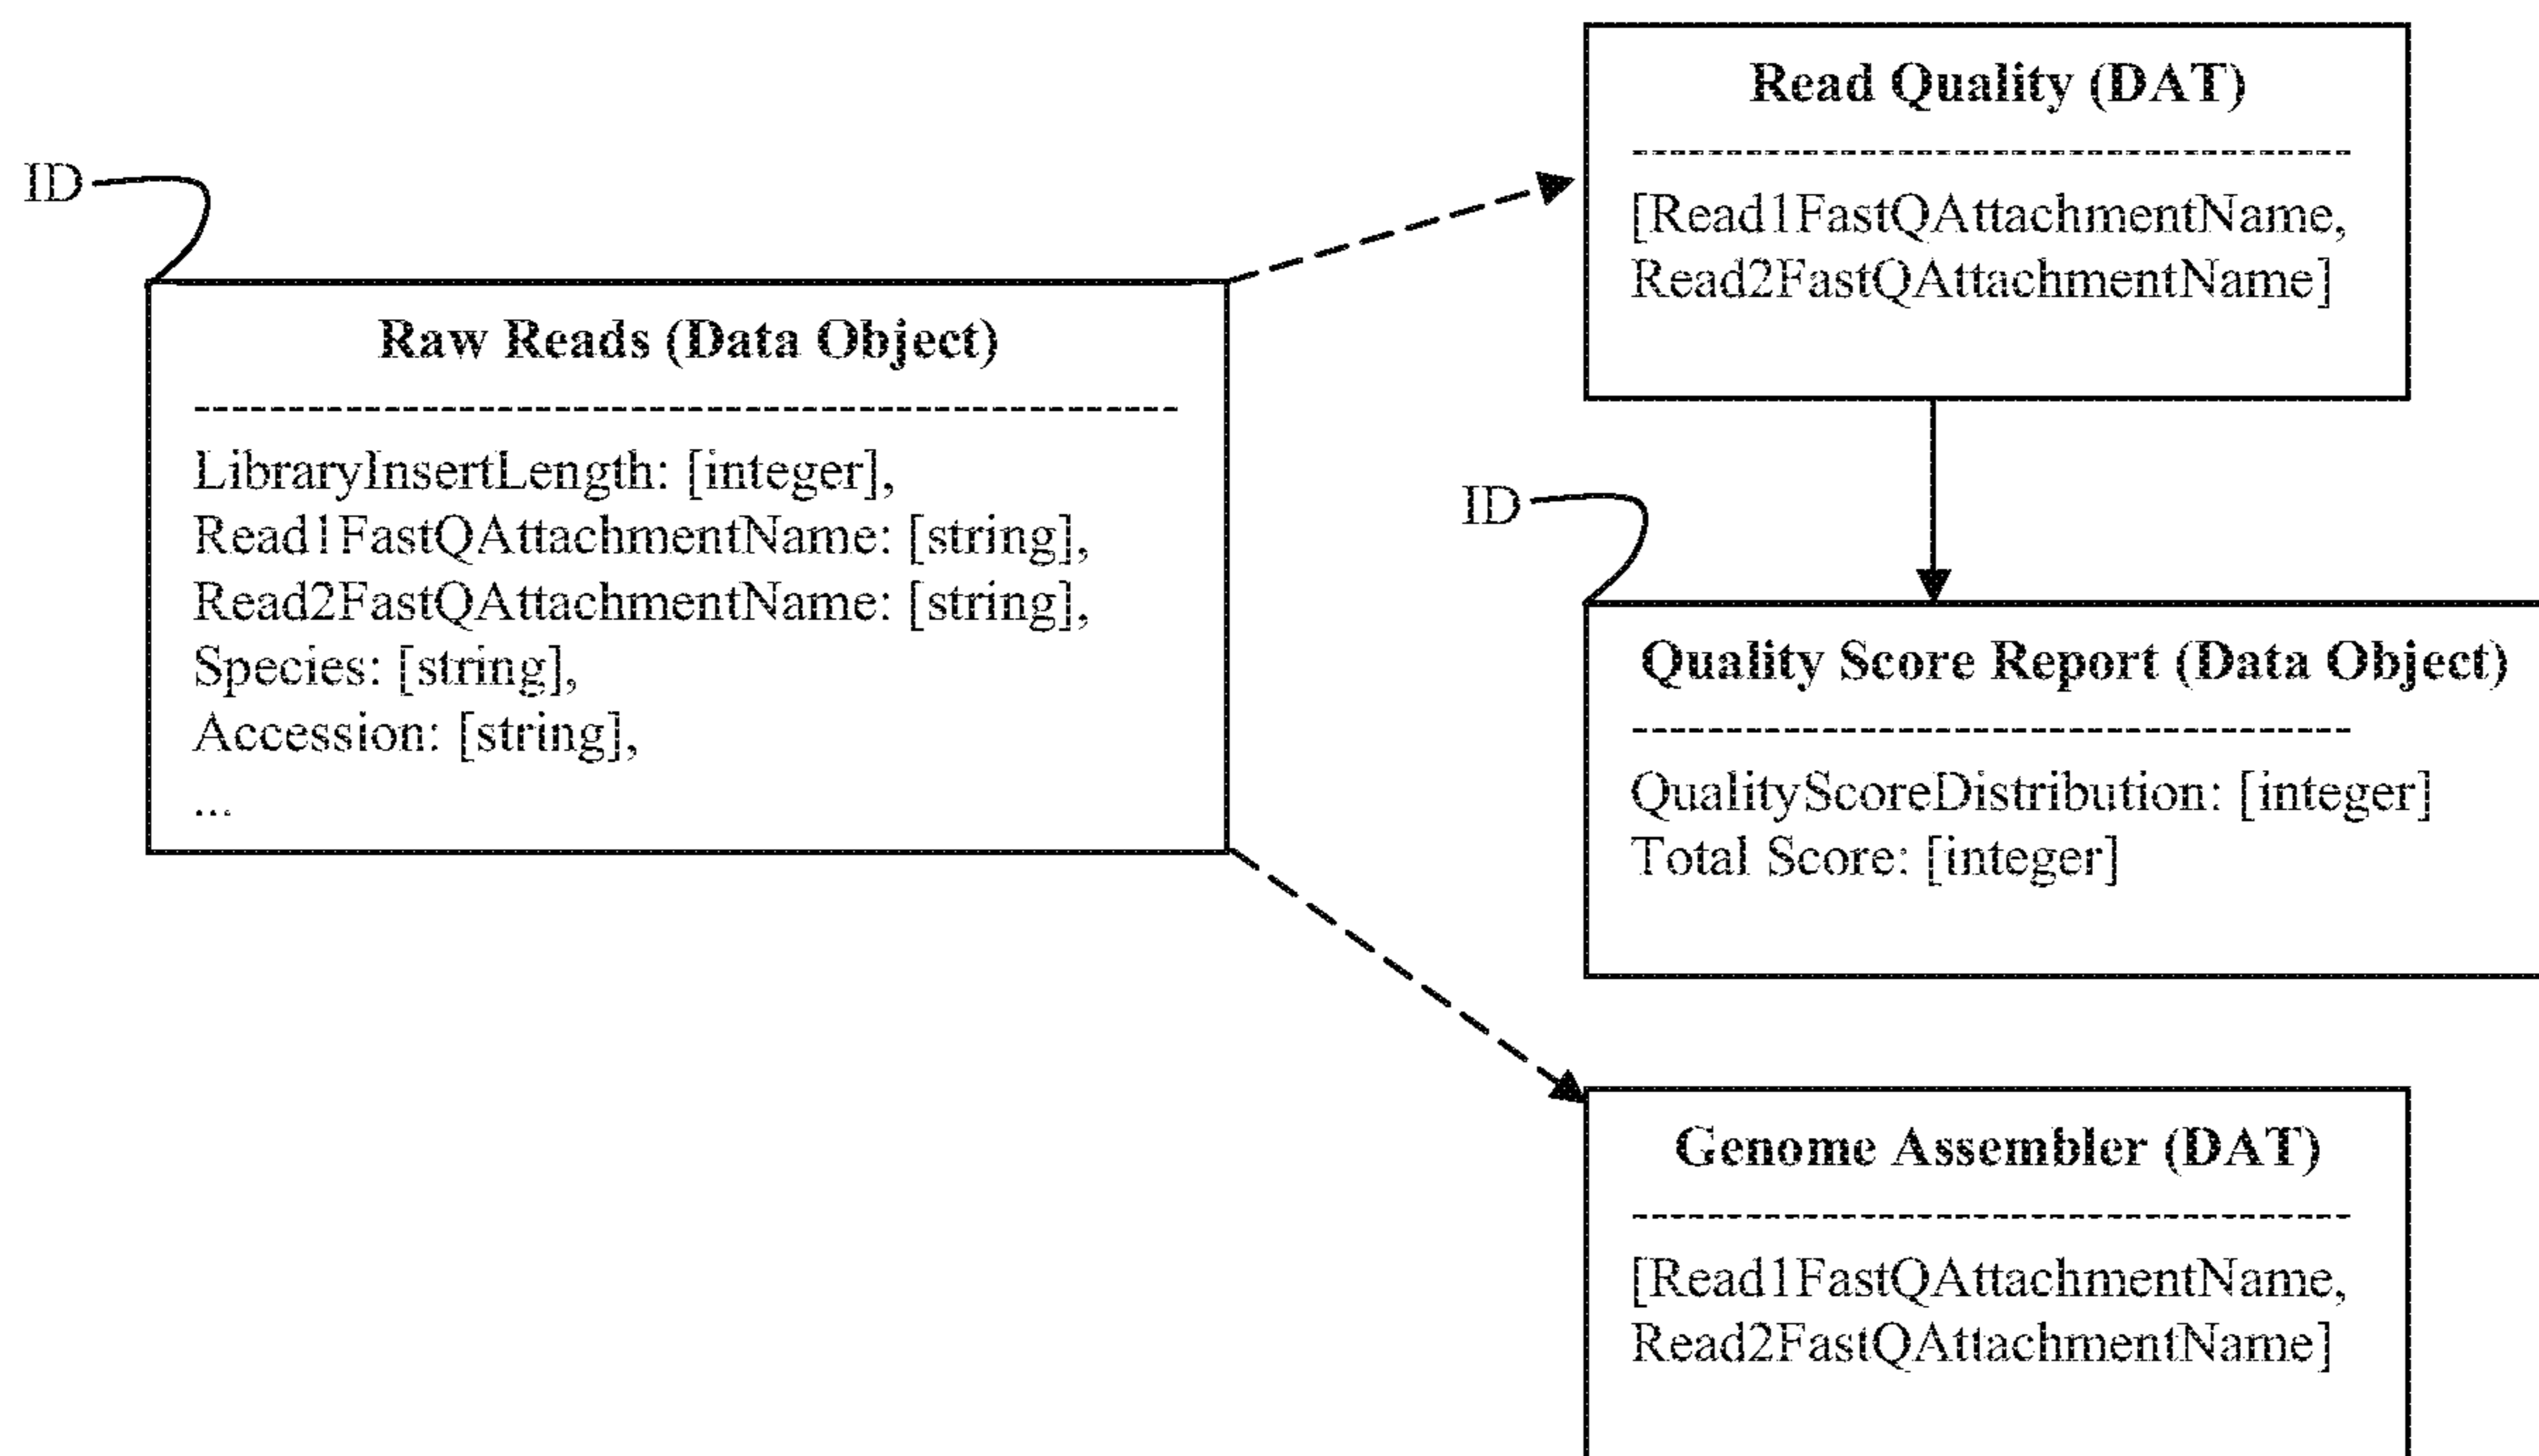 ID
Raw Reads (Data Object)
LibraryInsertLength: [integer],
Read1FastQAttachmentName: [string],
Read2FastQAttachmentName: [string],
Species: [string],
Accession: [string],
...
Read Quality (DAT)
[Read1FastQAttachmentName,
Read2FastQAttachmentName]
ID
Quality Score Report (Data Object)
QualityScoreDistribution: [integer]
Total Score: [integer]
Genome Assembler (DAT)
[Read1FastQAttachmentName,
Read2FastQAttachmentName]